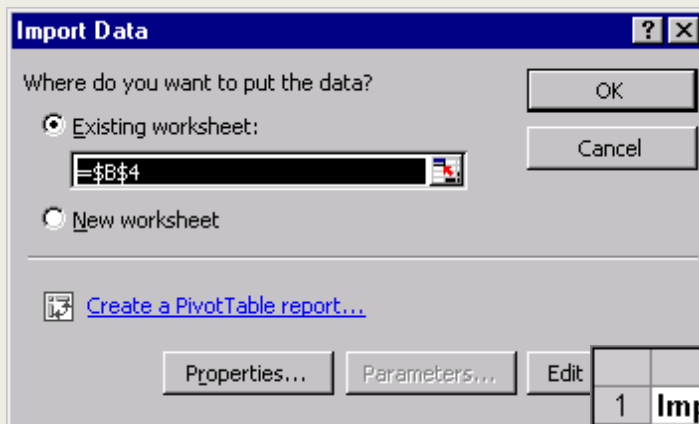 Import Data
Where do you want to put the data?
OK
Existing worksheet:
Cancel
=$B$4
New worksheet
Create a PivotTable report...
Properties...
Parameters...
Edit
1 Imp